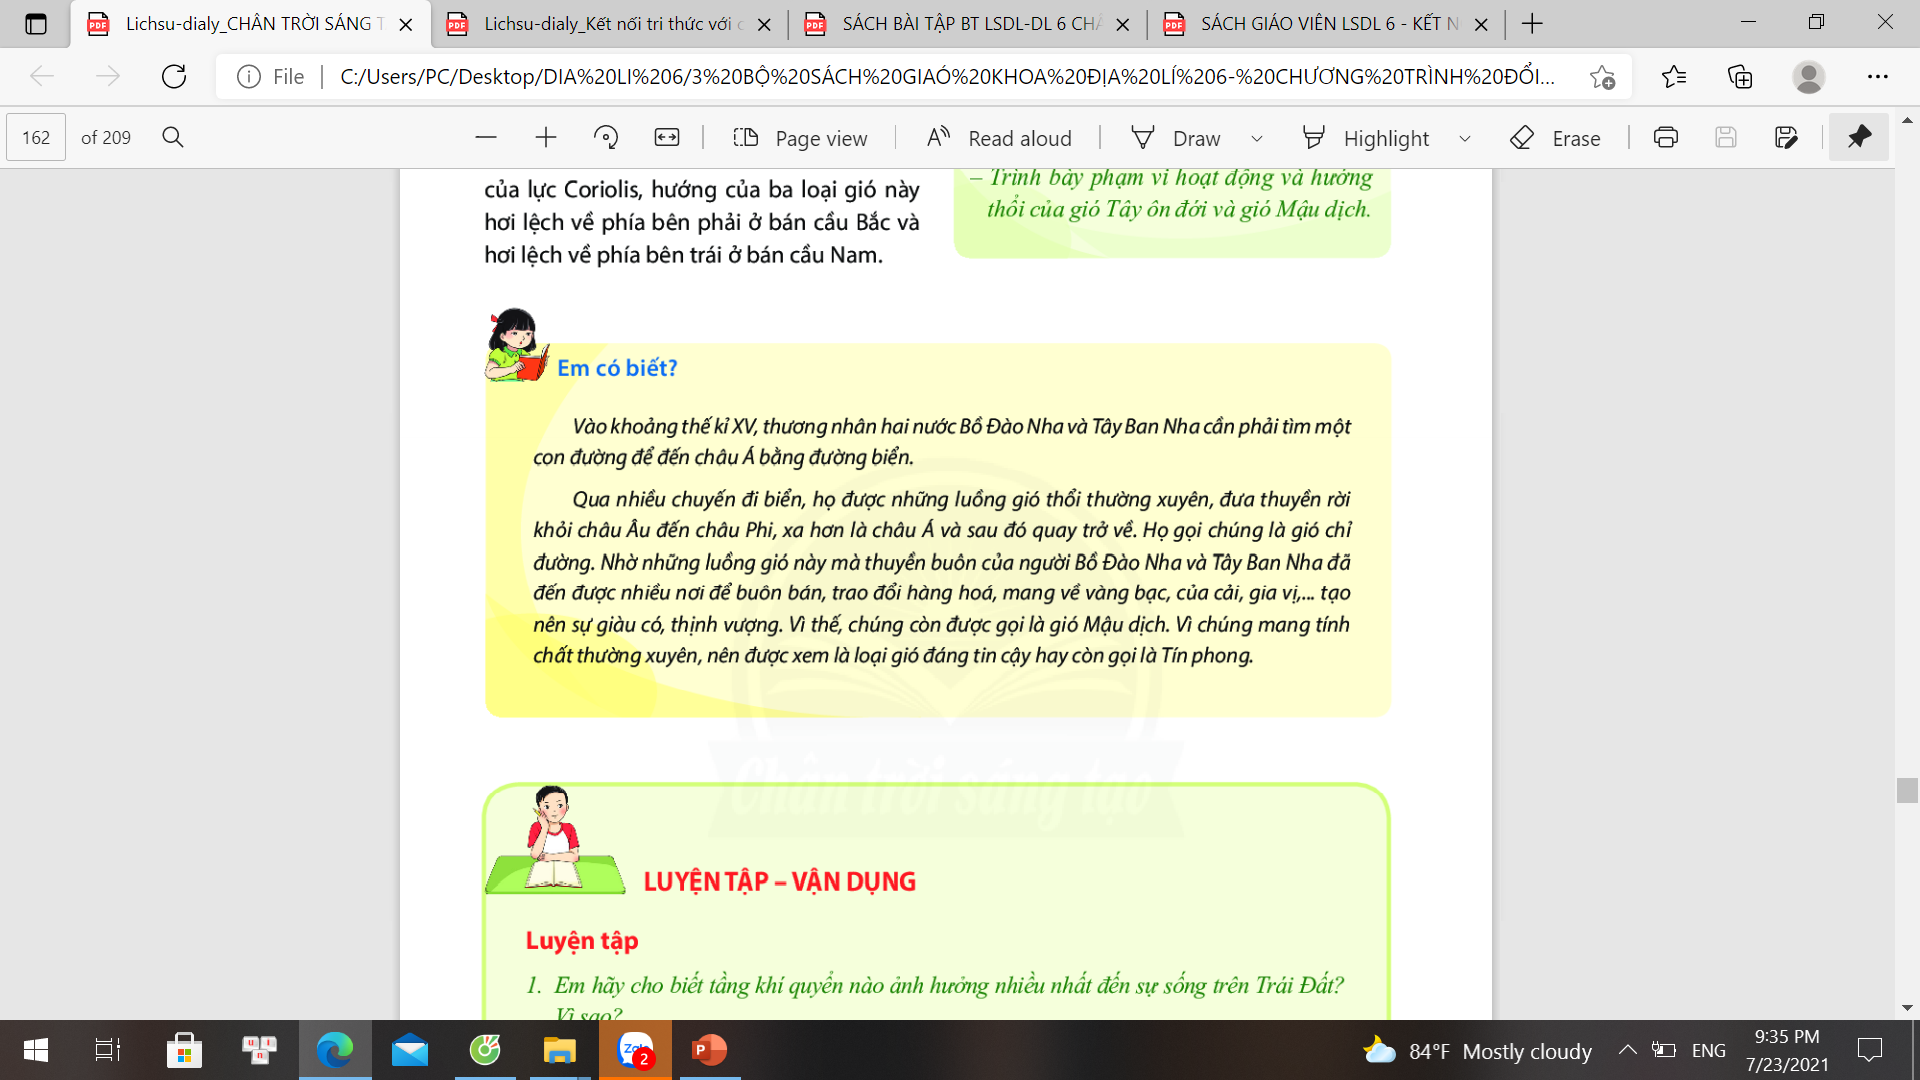 Lichsu-dialy_CHÂN TRỜI SÁNG T
Lichsu-dialy_Kết nối tri thức với c
SÁCH BÀI TẬP BT LSDL-DL 6 CHÂ
SÁCH GIÁO VIÊN LSDL 6 - KẾT N
File
C:/Users/PC/Desktop/DIA%20LI%206/3%20BỘ%20SÁCH%20GIAÓ%20KHOA%20ĐỊA%20LÍ%206-%20CHƯƠNG%20TRÌNH%20ĐỔI...
162 of 209
Page view
Read aloud
Draw
Highlight
Erase
của lực Coriolis, hướng của ba loại gió này
hơi lệch về phía bên phải ở bán cầu Bắc và
hơi lệch về phía bên trái ở bán cầu Nam.
– Trình bày phạm vi hoạt động và hướng
thổi của gió Tây ôn đới và gió Mậu dịch.
Em có biết?
Vào khoảng thế kỉ XV, thương nhân hai nước Bồ Đào Nha và Tây Ban Nha cần phải tìm một
con đường để đến châu Á bằng đường biển.
Qua nhiều chuyến đi biển, họ được những luồng gió thổi thường xuyên, đưa thuyền rời
khỏi châu Âu đến châu Phi, xa hơn là châu Á và sau đó quay trở về. Họ gọi chúng là gió chỉ
đường. Nhờ những luồng gió này mà thuyền buôn của người Bồ Đào Nha và Tây Ban Nha đã
đến được nhiều nơi để buôn bán, trao đổi hàng hoá, mang về vàng bạc, của cải, gia vị,... tạo
nên sự giàu có, thịnh vượng. Vì thế, chúng còn được gọi là gió Mậu dịch. Vì chúng mang tính
chất thường xuyên, nên được xem là loại gió đáng tin cậy hay còn gọi là Tín phong.
Chân trời sáng tạo
LUYỆN TẬP – VẬN DỤNG
Luyện tập
1. Em hãy cho biết tầng khí quyển nào ảnh hưởng nhiều nhất đến sự sống trên Trái Đất?
Vì sao?
Zalo
2
84°F Mostly cloudy
ENG
9:35 PM
7/23/2021